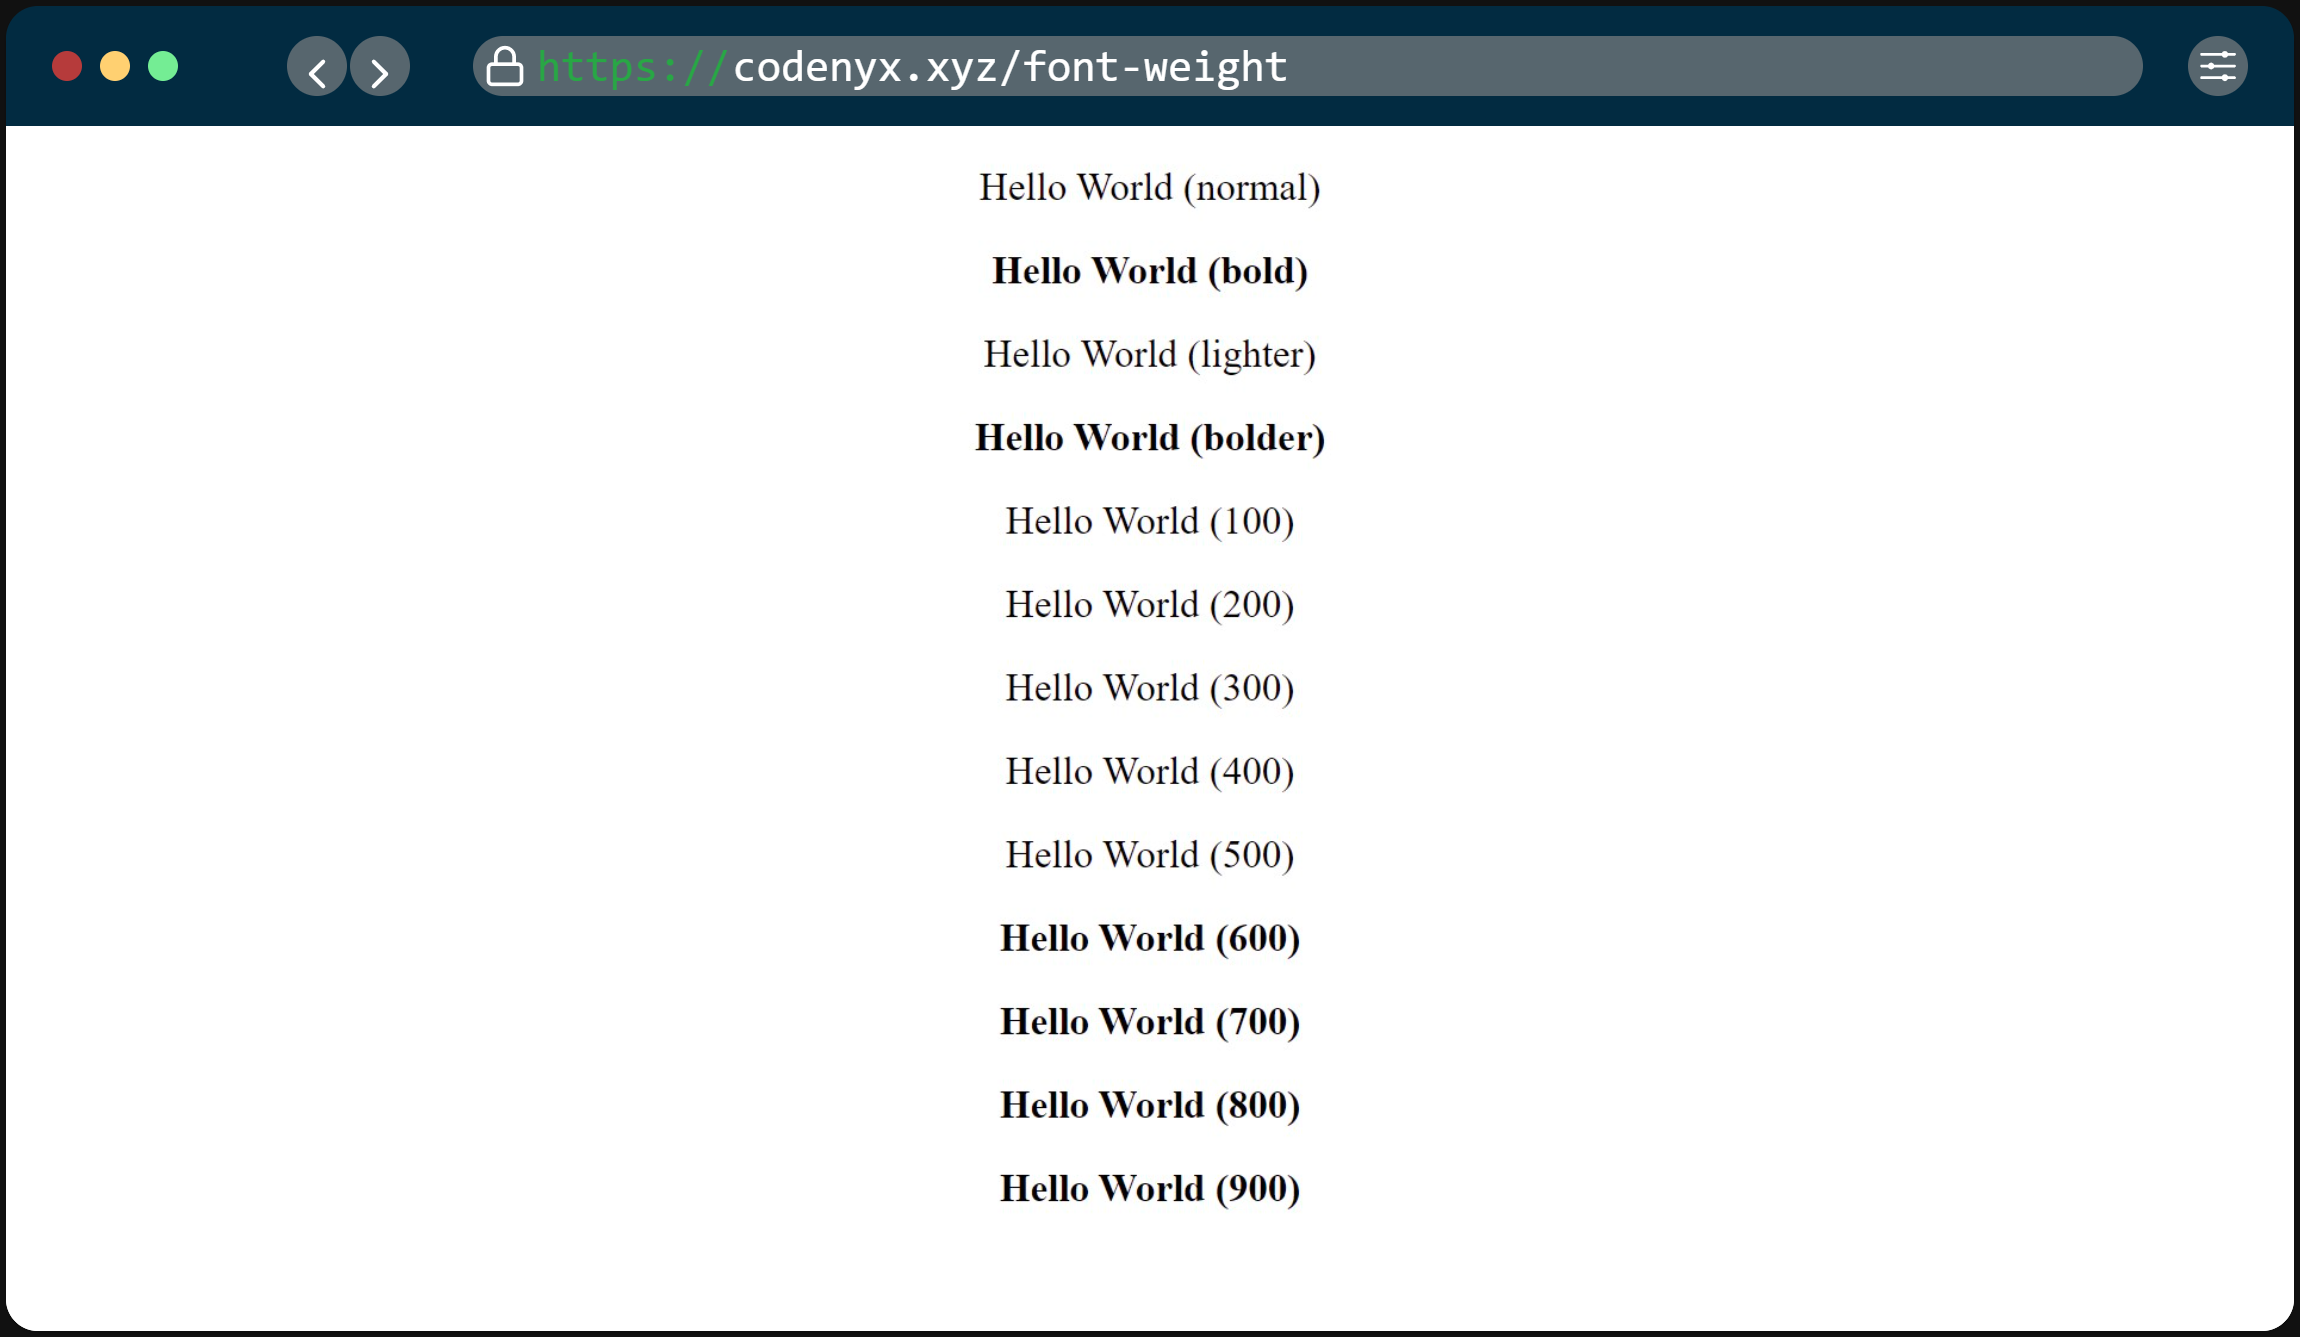 https://codenyx.xyz/font-weight
Hello World (normal)
Hello World (bold)
Hello World (lighter)
Hello World (bolder)
Hello World (100)
Hello World (200)
Hello World (300)
Hello World (400)
Hello World (500)
Hello World (600)
Hello World (700)
Hello World (800)
Hello World (900)